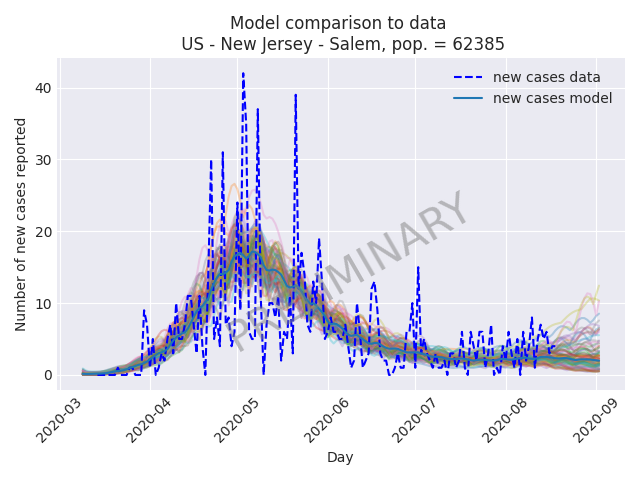 Model comparison to data
US - New Jersey - Salem, pop. = 62385
new cases data
new cases model
PRELIMINARY
Number of new cases reported
40
30
20
10
0
2020-03
2020-04
2020-05
2020-06
2020-07
2020-08
2020-09
Day